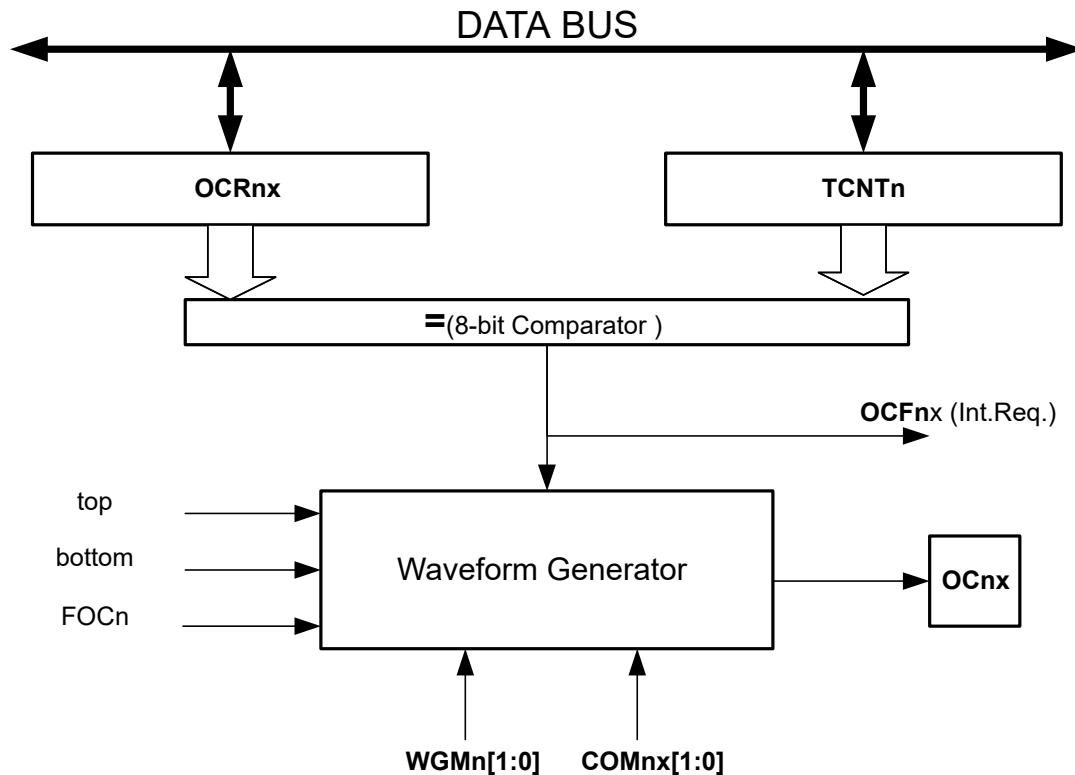 DATA BUS
OCRnx
TCNTn
=(8-bit Comparator )
OCFnx (Int.Req.)
top
bottom
FOCn
Waveform Generator
OCnx
WGMn[1:0]
COMnx[1:0]